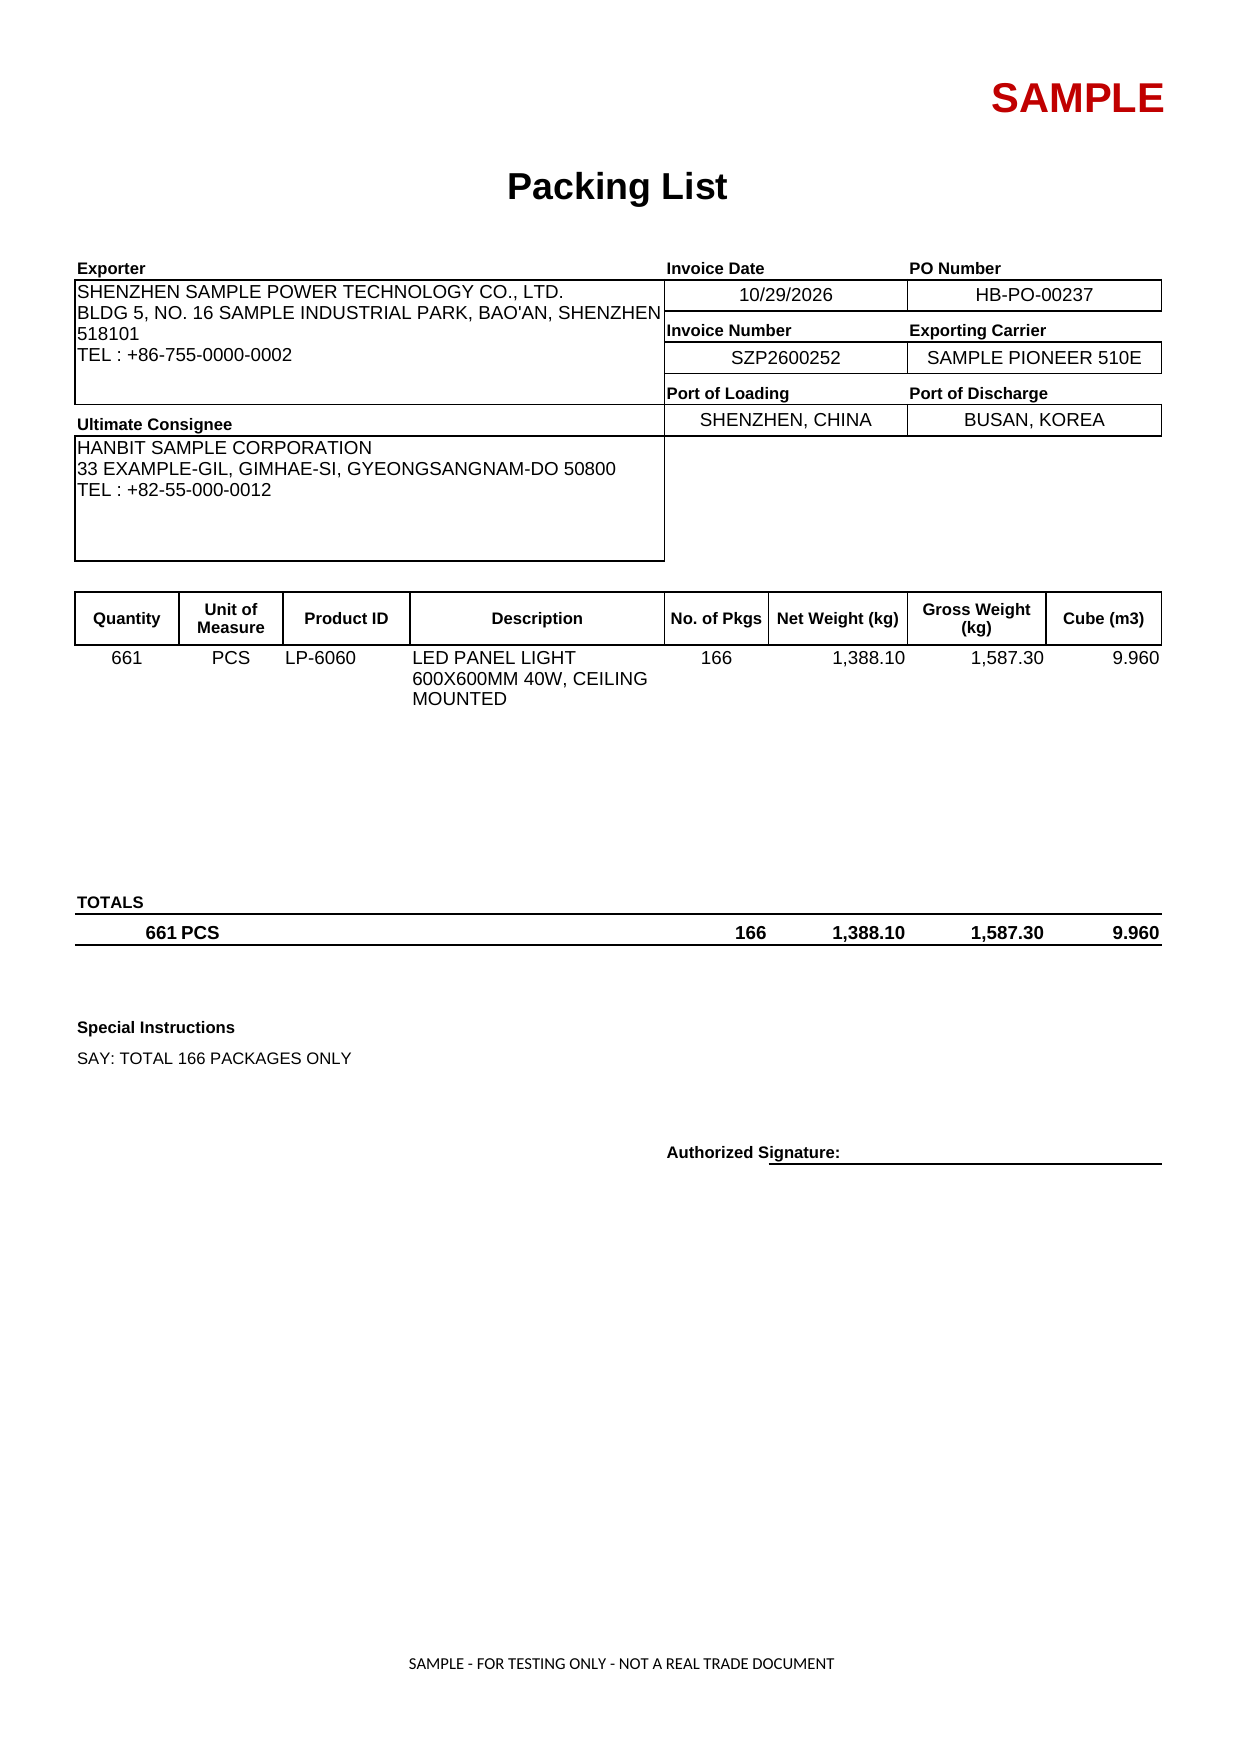 SAMPLE
Packing List
Exporter
SHENZHEN SAMPLE POWER TECHNOLOGY CO., LTD.
BLDG 5, NO. 16 SAMPLE INDUSTRIAL PARK, BAO'AN, SHENZHEN
518101
TEL : +86-755-0000-0002
Invoice Date PO Number
10/29/2026 HB-PO-00237
Invoice Number Exporting Carrier
SZP2600252 SAMPLE PIONEER 510E
Port of Loading Port of Discharge
SHENZHEN, CHINA BUSAN, KOREA
Ultimate Consignee
HANBIT SAMPLE CORPORATION
33 EXAMPLE-GIL, GIMHAE-SI, GYEONGSANGNAM-DO 50800
TEL : +82-55-000-0012
Quantity Unit of Measure Product ID Description No. of Pkgs Net Weight (kg) Gross Weight (kg) Cube (m3)
661 PCS LP-6060 LED PANEL LIGHT 166 1,388.10 1,587.30 9.960
600X600MM 40W, CEILING
MOUNTED
TOTALS
661 PCS 166 1,388.10 1,587.30 9.960
Special Instructions
SAY: TOTAL 166 PACKAGES ONLY
Authorized Signature:
SAMPLE - FOR TESTING ONLY - NOT A REAL TRADE DOCUMENT